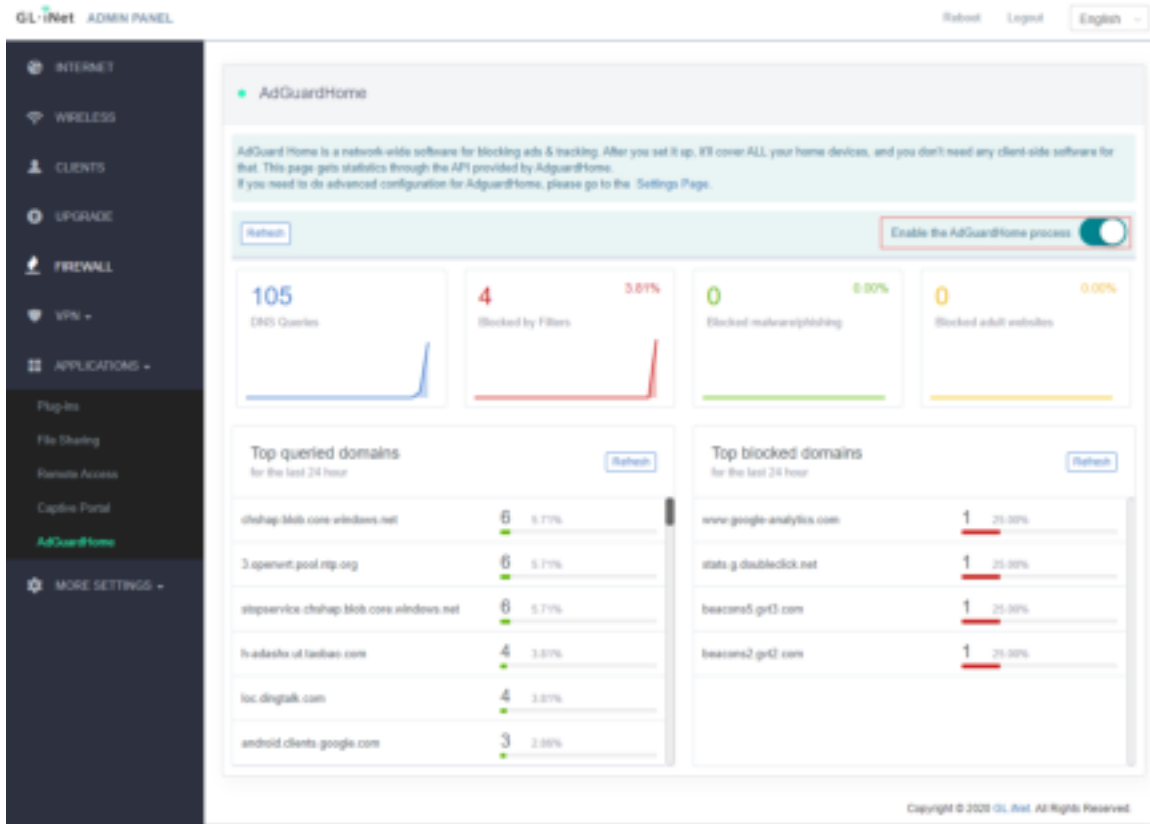 GL·iNet ADMIN PANEL
Reboot Logout English
INTERNET
WIRELESS
CLIENTS
UPGRADE
FIREWALL
VPN
APPLICATIONS
Plug-ins
File Sharing
Remote Access
Captive Portal
AdGuardHome
MORE SETTINGS
AdGuardHome
AdGuard Home is a network-wide software for blocking ads & tracking. After you set it up, it'll cover ALL your home devices, and you don't need any client-side software for
that. This page gets statistics through the API provided by AdguardHome.
If you need to do advanced configuration for AdguardHome, please go to the Settings Page.
Refresh
Enable the AdGuardHome process
105
DNS Queries
4 3.81%
Blocked by Filters
0 0.00%
Blocked malware/phishing
0 0.00%
Blocked adult websites
Top queried domains
for the last 24 hour
Refresh
chshap.blob.core.windows.net 6 5.71%
3.openwrt.pool.ntp.org 6 5.71%
stopservice.chshap.blob.core.windows.net 6 5.71%
h-adashx.ut.taobao.com 4 3.81%
loc.dingtalk.com 4 3.81%
android.clients.google.com 3 2.86%
Top blocked domains
for the last 24 hour
Refresh
www.google-analytics.com 1 25.00%
stats.g.doubleclick.net 1 25.00%
beacons5.gvt3.com 1 25.00%
beacons2.gvt2.com 1 25.00%
Copyright © 2020 GL.iNet. All Rights Reserved.